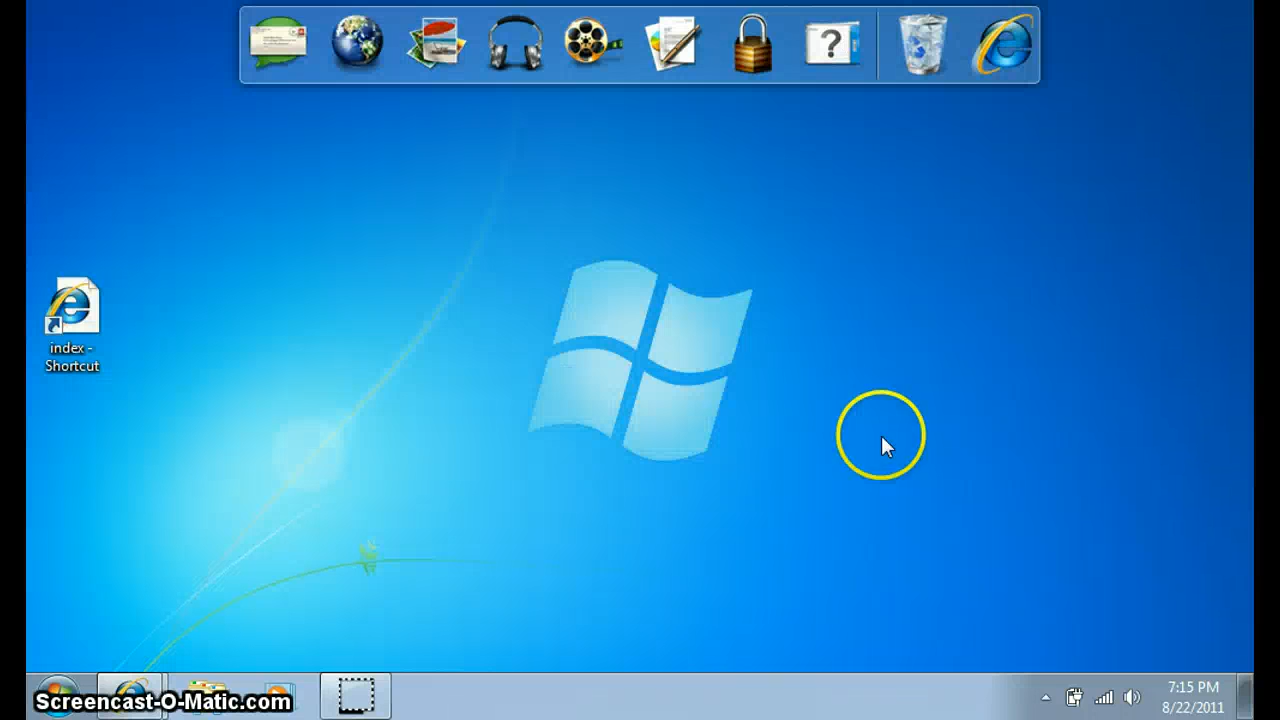 ?
index -
Shortcut
Screencast-O-Matic.com
7:15 PM
8/22/2011